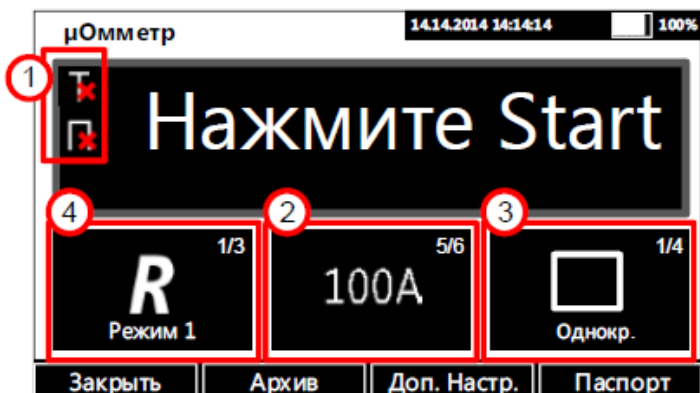 µОмметр 14.14.2014 14:14:14 100%
1
T
Нажмите Start
4 2 3
1/3 5/6 1/4
R 100A
Режим 1 Однокр.
Закрыть Архив Доп. Настр. Паспорт